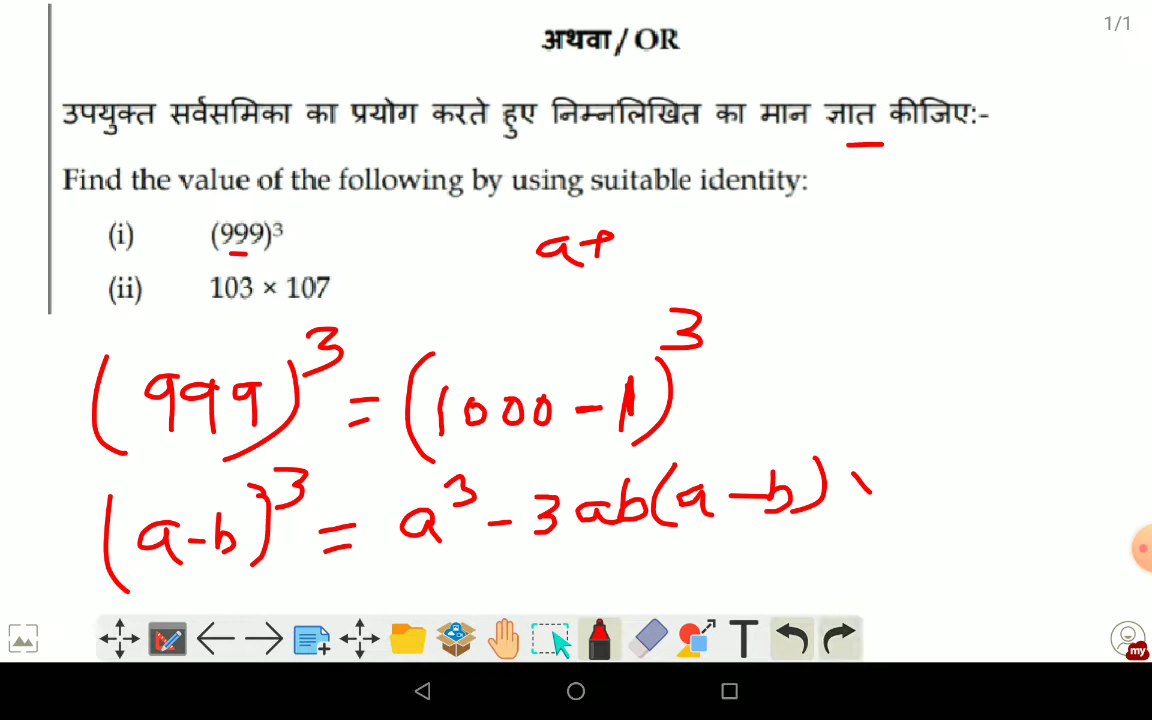 1/1
अथवा / OR
उपयुक्त सर्वसमिका का प्रयोग करते हुए निम्नलिखित का मान ज्ञात कीजिए:-
Find the value of the following by using suitable identity:
(i) (999)³
a+
(ii) 103 × 107
(999)³ = (1000-1)³
(a-b)³ = a³ - 3ab(a-b)
T
my